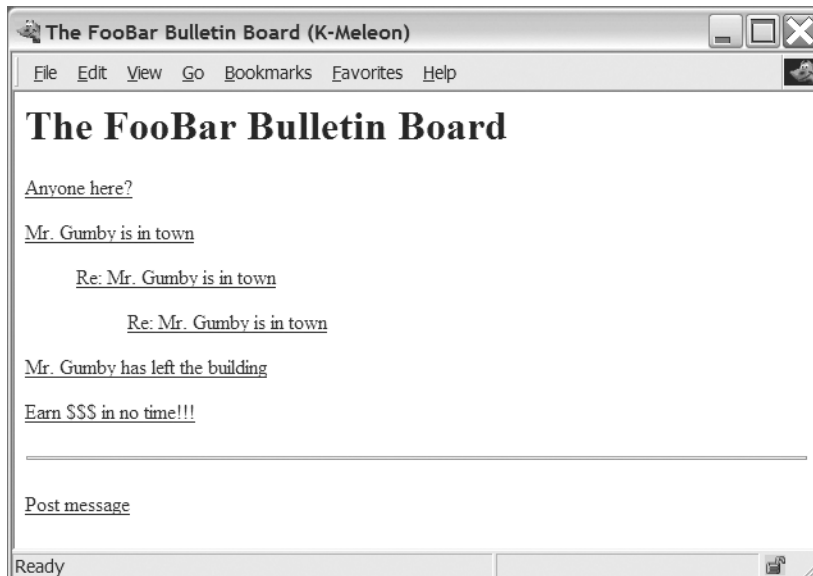 The FooBar Bulletin Board (K-Meleon)
File Edit View Go Bookmarks Favorites Help
The FooBar Bulletin Board
Anyone here?
Mr. Gumby is in town
Re: Mr. Gumby is in town
Re: Mr. Gumby is in town
Mr. Gumby has left the building
Earn $$$ in no time!!!
Post message
Ready